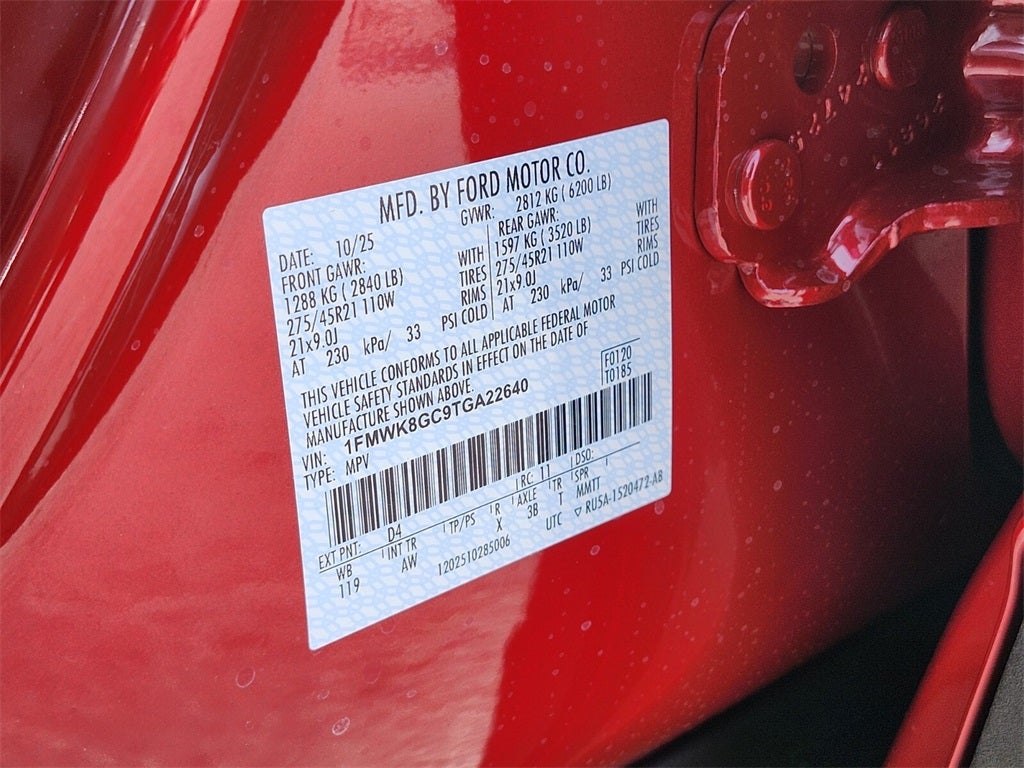 MFD. BY FORD MOTOR CO.
DATE: 10/25 GVWR: 2812 KG ( 6200 LB)
FRONT GAWR: WITH REAR GAWR: WITH
1288 KG ( 2840 LB) TIRES 1597 KG ( 3520 LB) TIRES
275/45R21 110W RIMS 275/45R21 110W RIMS
21x9.0J PSI COLD 21x9.0J PSI COLD
AT 230 kPa/ 33 AT 230 kPa/ 33
THIS VEHICLE CONFORMS TO ALL APPLICABLE FEDERAL MOTOR
VEHICLE SAFETY STANDARDS IN EFFECT ON THE DATE OF
MANUFACTURE SHOWN ABOVE.
F0120
T0185
VIN: 1FMWK8GC9TGA22640
TYPE: MPV
EXT PNT: D4 RC: 11 DSO:
WB INT TR TP/PS R AXLE TR SPR
119 AW X 3B T MMTT
1202510285006 UTC ▽ RU5A-1520472-AB